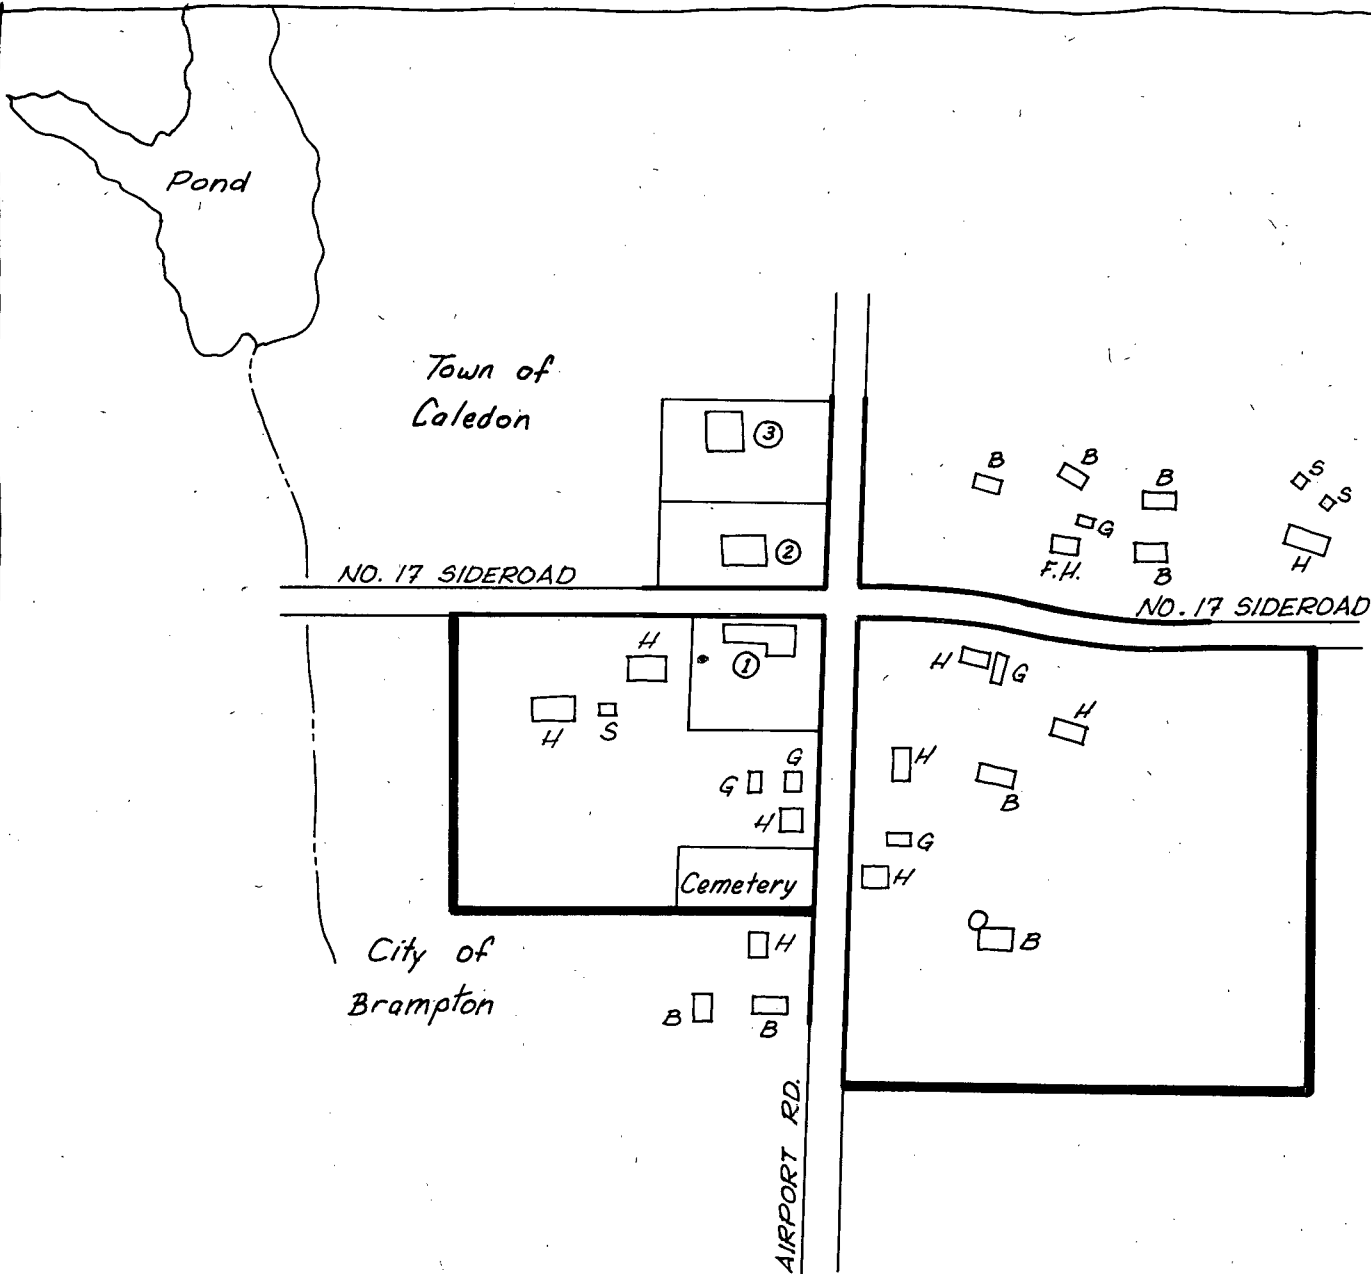 Pond
Town of
Caledon
③
②
B
B
B
S
S
G
F.H.
B
H
NO. 17 SIDEROAD
NO. 17 SIDEROAD
H
①
H
S
H
G
H
H
B
G
G
H
G
H
Cemetery
B
H
City of
Brampton
B
B
AIRPORT RD.